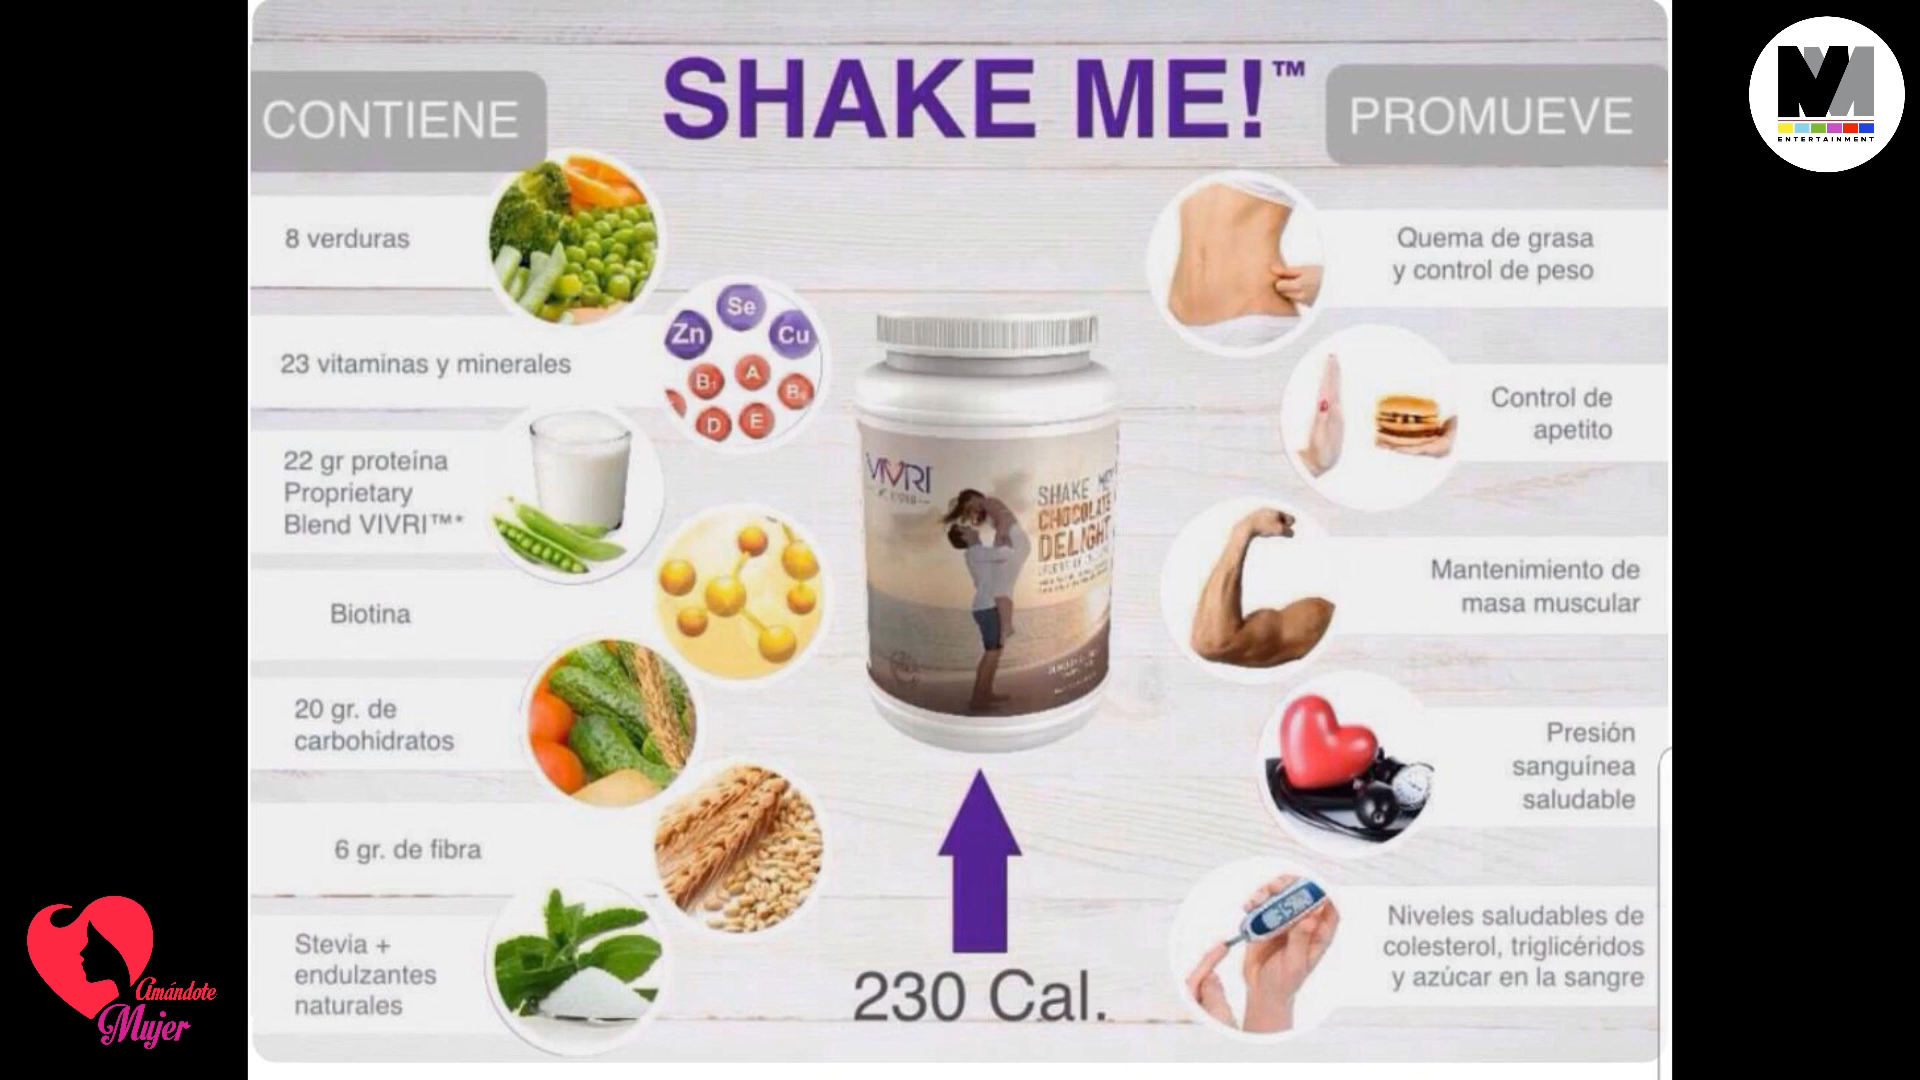 SHAKE ME!™
CONTIENE
8 verduras
23 vitaminas y minerales
22 gr proteína
Proprietary
Blend VIVRI™*
Biotina
20 gr. de
carbohidratos
6 gr. de fibra
Stevia +
endulzantes
naturales
Zn
Se
Cu
B₁
A
D
E
VIVRI
SHAKE ME!
CHOCOLATE
DELIGHT
230 Cal.
PROMUEVE
Quema de grasa
y control de peso
Control de
apetito
Mantenimiento de
masa muscular
Presión
sanguínea
saludable
Niveles saludables de
colesterol, triglicéridos
y azúcar en la sangre
ENTERTAINMENT
Amándote
Mujer